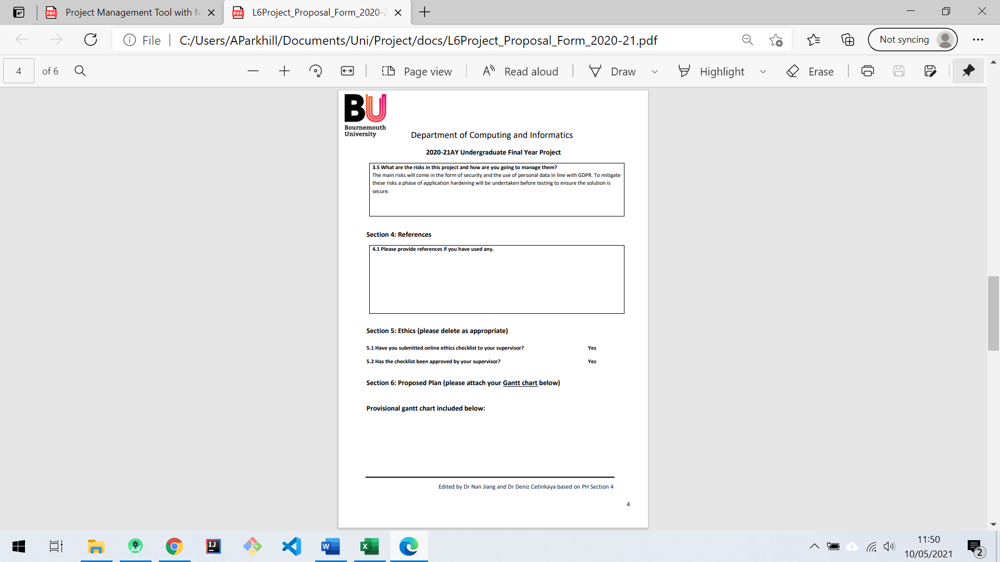 Project Management Tool with M
L6Project_Proposal_Form_2020-2
File
C:/Users/AParkhill/Documents/Uni/Project/docs/L6Project_Proposal_Form_2020-21.pdf
Not syncing
4 of 6
Page view
Read aloud
Draw
Highlight
Erase
BU
Bournemouth
University
Department of Computing and Informatics
2020-21AY Undergraduate Final Year Project
3.5 What are the risks in this project and how are you going to manage them?
The main risks will come in the form of security and the use of personal data in line with GDPR. To mitigate
these risks a phase of application hardening will be undertaken before testing to ensure the solution is
secure.
Section 4: References
4.1 Please provide references if you have used any.
Section 5: Ethics (please delete as appropriate)
5.1 Have you submitted online ethics checklist to your supervisor? Yes
5.2 Has the checklist been approved by your supervisor? Yes
Section 6: Proposed Plan (please attach your Gantt chart below)
Provisional gantt chart included below:
Edited by Dr Nan Jiang and Dr Deniz Cetinkaya based on PH Section 4
4
11:50
10/05/2021
2